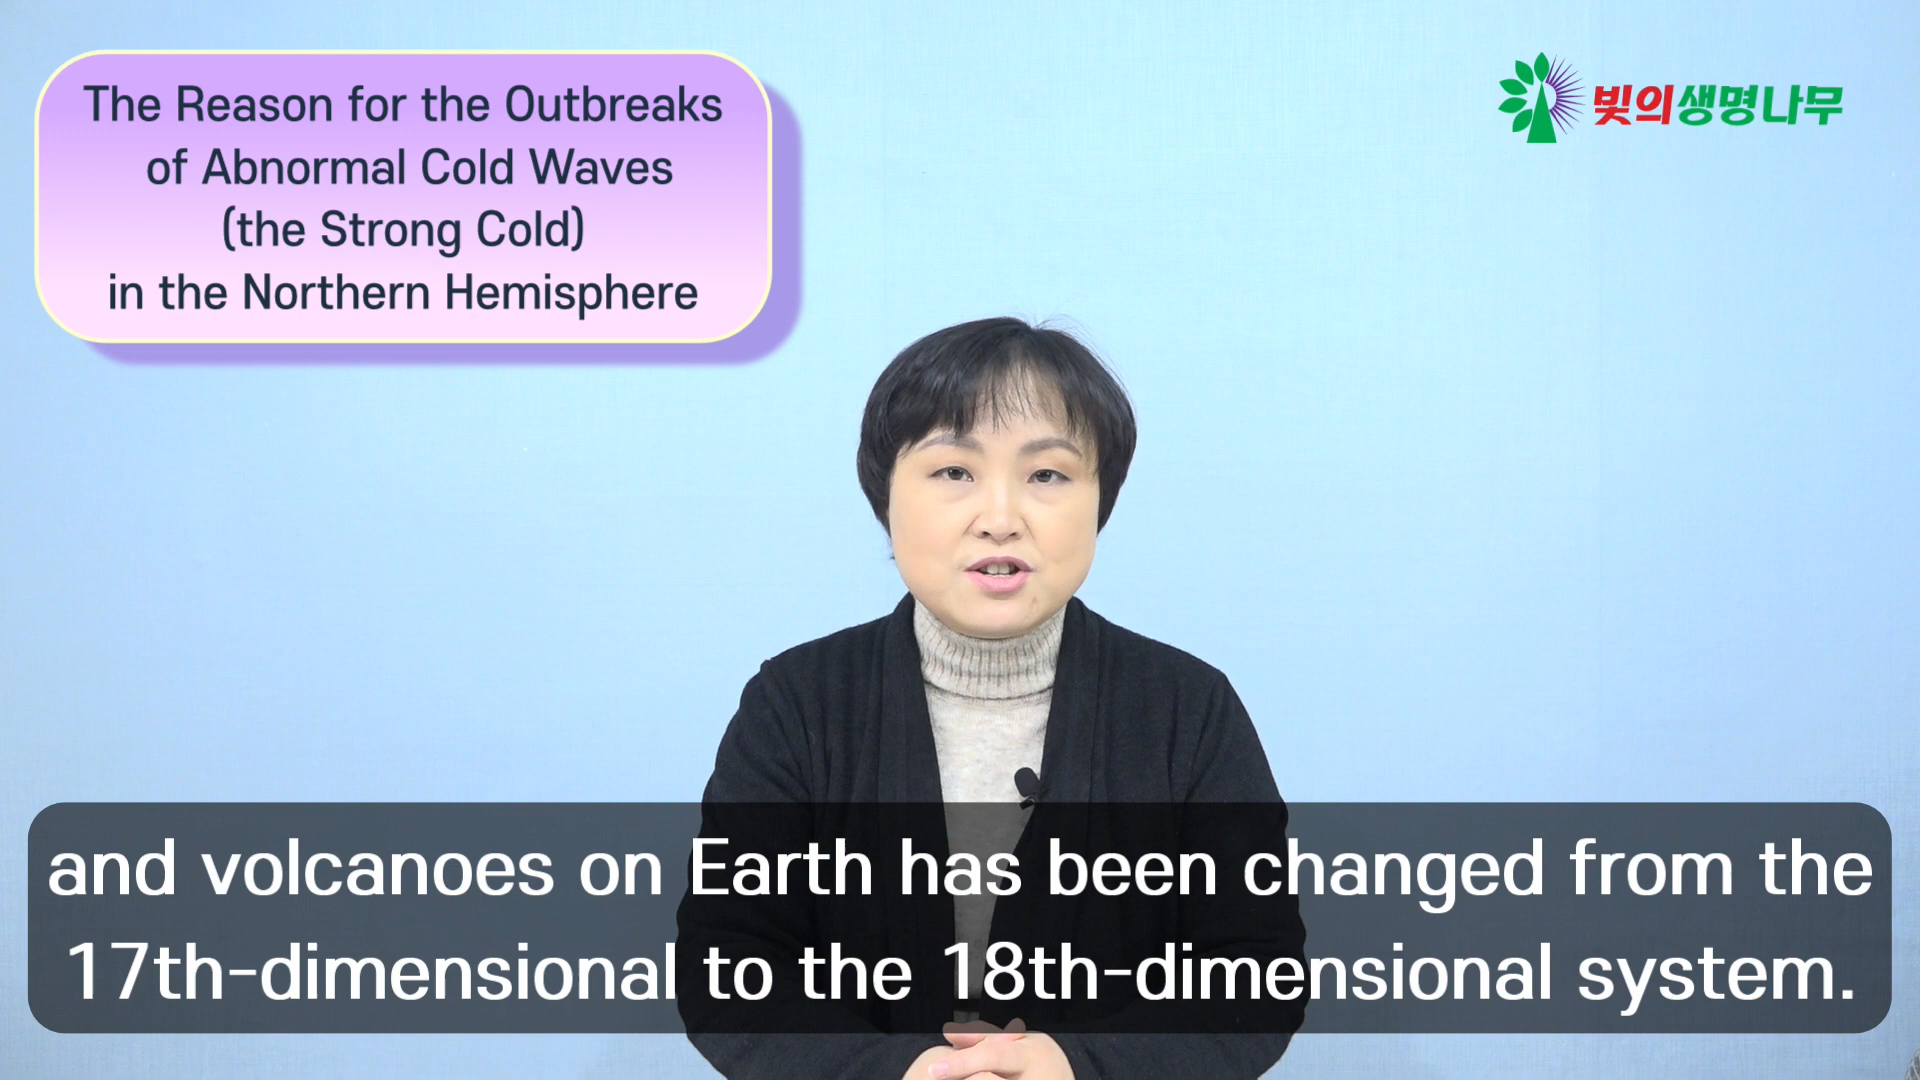 The Reason for the Outbreaks
of Abnormal Cold Waves
(the Strong Cold)
in the Northern Hemisphere
빛의생명나무
and volcanoes on Earth has been changed from the
17th-dimensional to the 18th-dimensional system.